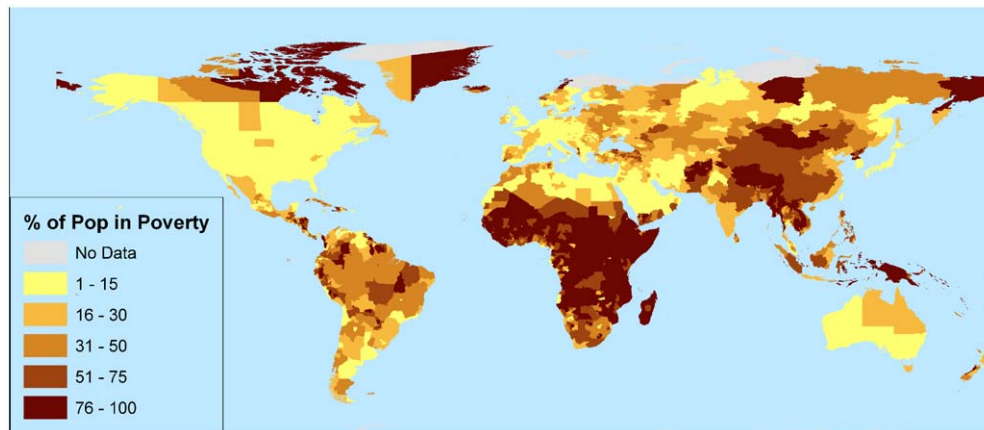 % of Pop in Poverty
No Data
1 - 15
16 - 30
31 - 50
51 - 75
76 - 100